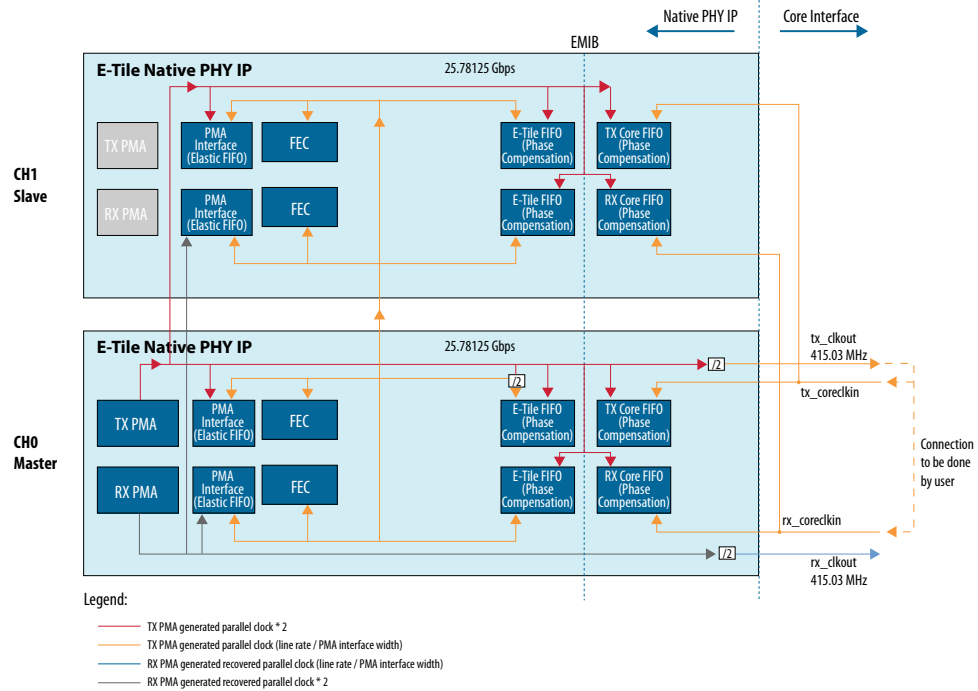 Native PHY IP
Core Interface
EMIB
E-Tile Native PHY IP
25.78125 Gbps
CH1
Slave
TX PMA
PMA
Interface
(Elastic FIFO)
FEC
E-Tile FIFO
(Phase
Compensation)
TX Core FIFO
(Phase
Compensation)
RX PMA
PMA
Interface
(Elastic FIFO)
FEC
E-Tile FIFO
(Phase
Compensation)
RX Core FIFO
(Phase
Compensation)
E-Tile Native PHY IP
25.78125 Gbps
CH0
Master
/2
/2
tx_clkout
415.03 MHz
tx_coreclkin
TX PMA
PMA
Interface
(Elastic FIFO)
FEC
E-Tile FIFO
(Phase
Compensation)
TX Core FIFO
(Phase
Compensation)
Connection
to be done
by user
RX PMA
PMA
Interface
(Elastic FIFO)
FEC
E-Tile FIFO
(Phase
Compensation)
RX Core FIFO
(Phase
Compensation)
rx_coreclkin
/2
rx_clkout
415.03 MHz
Legend:
TX PMA generated parallel clock * 2
TX PMA generated parallel clock (line rate / PMA interface width)
RX PMA generated recovered parallel clock (line rate / PMA interface width)
RX PMA generated recovered parallel clock * 2